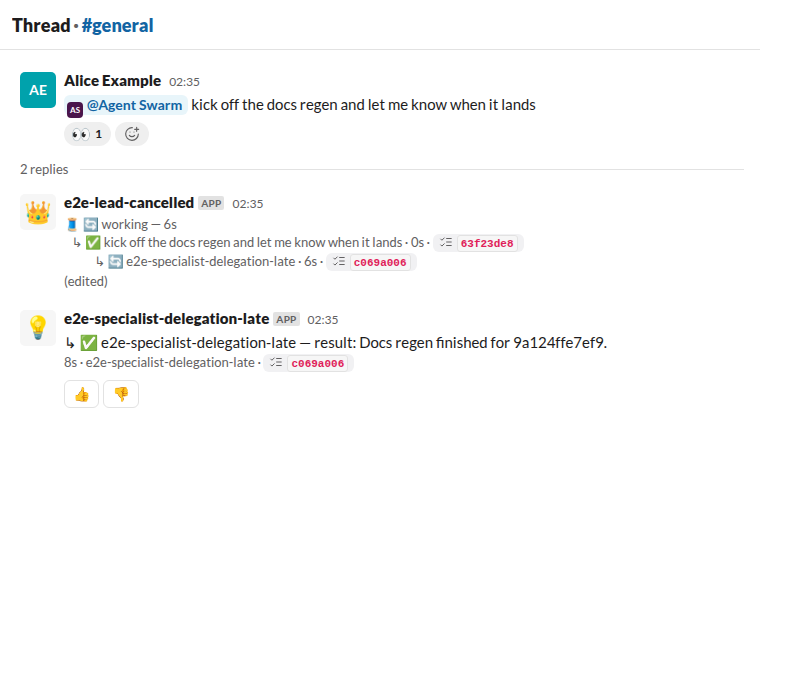 Thread · #general
AE
Alice Example 02:35
AS @Agent Swarm kick off the docs regen and let me know when it lands
👀 1
2 replies
e2e-lead-cancelled APP 02:35
🧵 🔄 working — 6s
↳ ✅ kick off the docs regen and let me know when it lands · 0s · 63f23de8
↳ 🔄 e2e-specialist-delegation-late · 6s · c069a006
(edited)
e2e-specialist-delegation-late APP 02:35
↳ ✅ e2e-specialist-delegation-late — result: Docs regen finished for 9a124ffe7ef9.
8s · e2e-specialist-delegation-late · c069a006